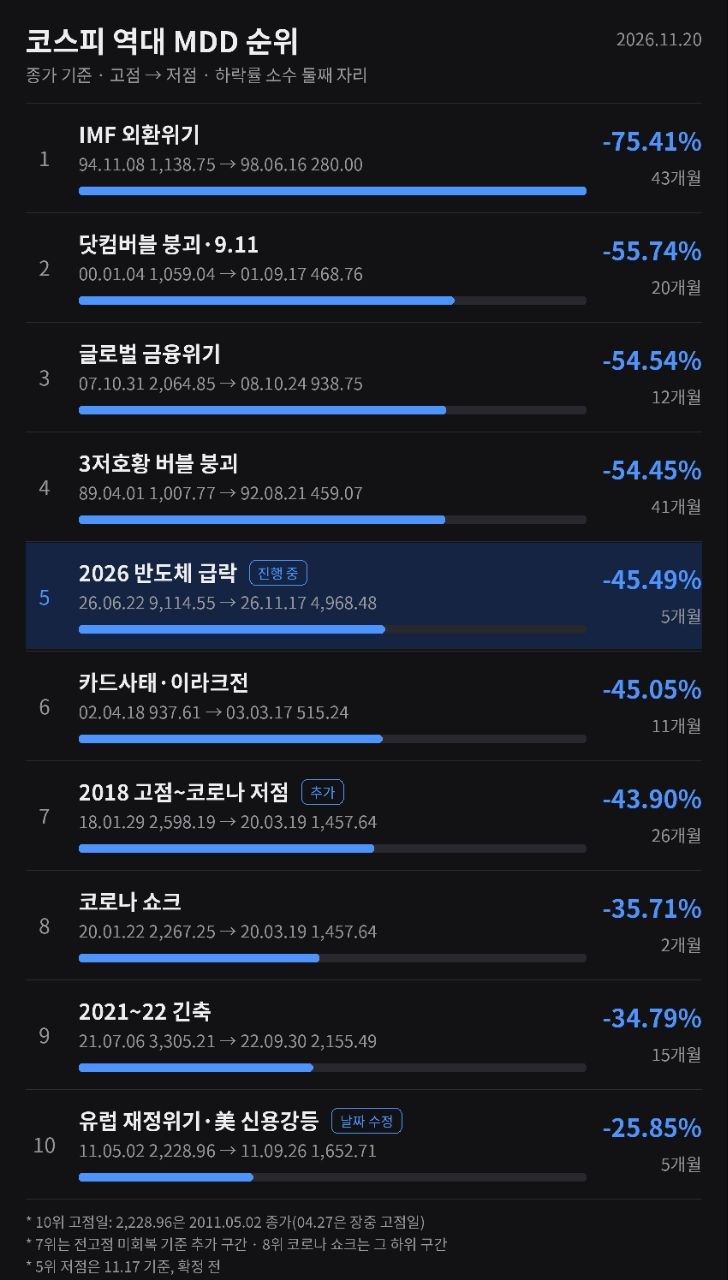 코스피 역대 MDD 순위
2026.11.20
종가 기준 · 고점 → 저점 · 하락률 소수 둘째 자리
1
IMF 외환위기
94.11.08 1,138.75 → 98.06.16 280.00
-75.41%
43개월
2
닷컴버블 붕괴·9.11
00.01.04 1,059.04 → 01.09.17 468.76
-55.74%
20개월
3
글로벌 금융위기
07.10.31 2,064.85 → 08.10.24 938.75
-54.54%
12개월
4
3저호황 버블 붕괴
89.04.01 1,007.77 → 92.08.21 459.07
-54.45%
41개월
5
2026 반도체 급락 진행 중
26.06.22 9,114.55 → 26.11.17 4,968.48
-45.49%
5개월
6
카드사태·이라크전
02.04.18 937.61 → 03.03.17 515.24
-45.05%
11개월
7
2018 고점~코로나 저점 추가
18.01.29 2,598.19 → 20.03.19 1,457.64
-43.90%
26개월
8
코로나 쇼크
20.01.22 2,267.25 → 20.03.19 1,457.64
-35.71%
2개월
9
2021~22 긴축
21.07.06 3,305.21 → 22.09.30 2,155.49
-34.79%
15개월
10
유럽 재정위기·美 신용강등 날짜 수정
11.05.02 2,228.96 → 11.09.26 1,652.71
-25.85%
5개월
* 10위 고점일: 2,228.96은 2011.05.02 종가(04.27은 장중 고점일)
* 7위는 전고점 미회복 기준 추가 구간 · 8위 코로나 쇼크는 그 하위 구간
* 5위 저점은 11.17 기준, 확정 전